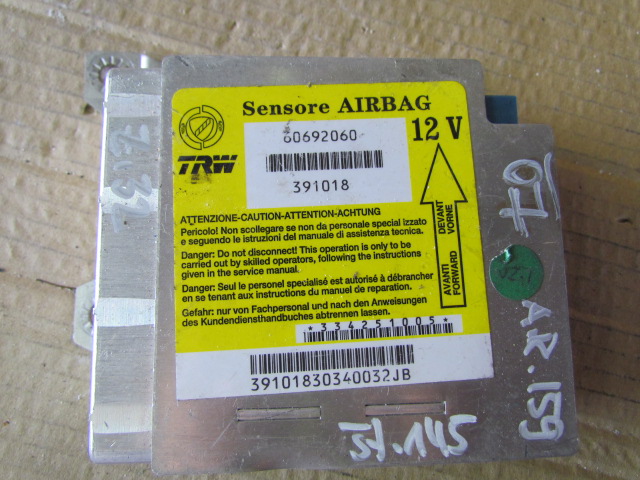 Sensore AIRBAG
60692060
12 V
TRW
391018
ATTENZIONE-CAUTION-ATTENTION-ACHTUNG
Pericolo! Non scollegare se non da personale special izzato
e seguendo le istruzioni del manuale di assistenza tecnica.
Danger: Do not disconnect! This operation is only to be
carried out by skilled operators, following the instructions
given in the service manual.
Danger: Seul le personel specialisé est autorisé à débrancher
en se tenant aux instructions du manuel de reparation.
Gefahr: nur von Fachpersonal und nach den Anweisungen
des Kundendiensthandbuches abtrennen lassen.
AVANTI DEVANT
FORWARD VORNE
*334251005*
39101830340032JB
07
AR.159
st.145